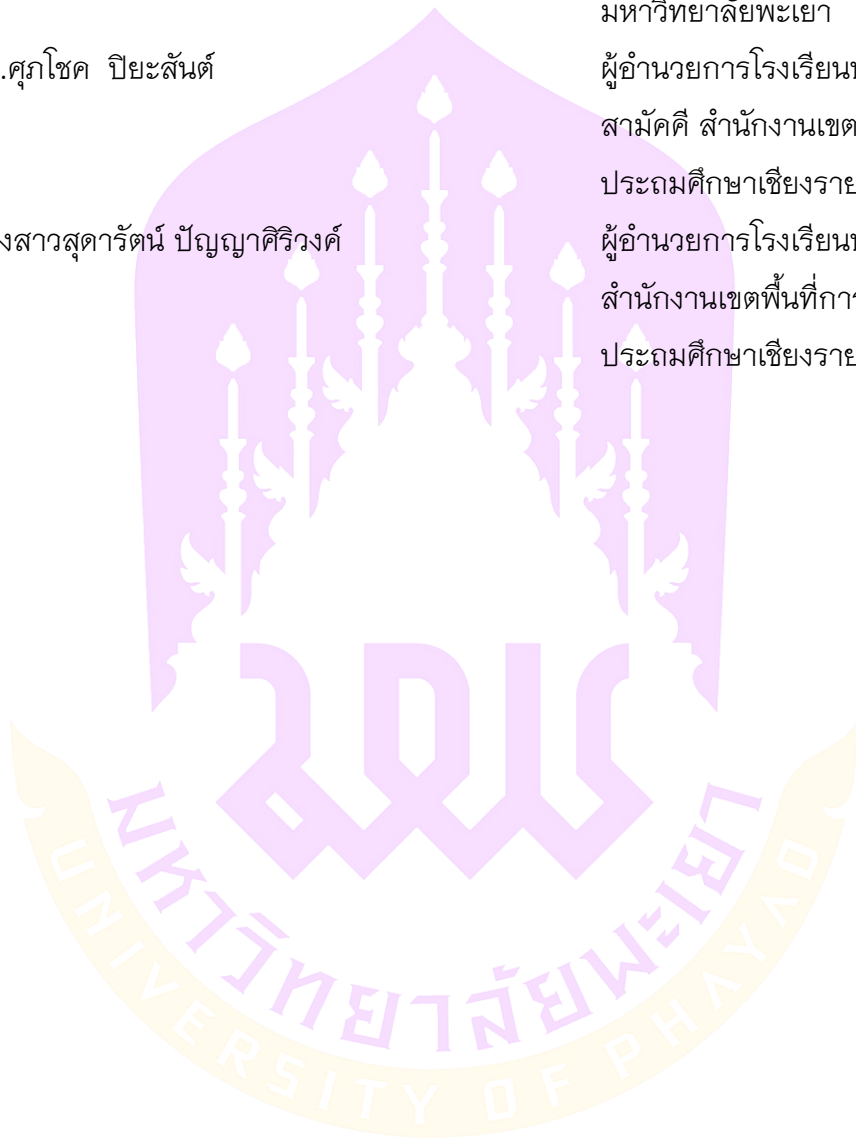 มหาวิทยาลัยพะเยา
.ศุภโชค ปิยะสันต์ ผู้อำนวยการโรงเรียน
สามัคคี สำนักงานเขต
ประถมศึกษาเชียงราย
งสาวสุดารัตน์ ปัญญาศิริวงค์ ผู้อำนวยการโรงเรียน
สำนักงานเขตพื้นที่การ
ประถมศึกษาเชียงราย
มหาวิทยาลัยพะเยา
UNIVERSITY OF PHAYAO